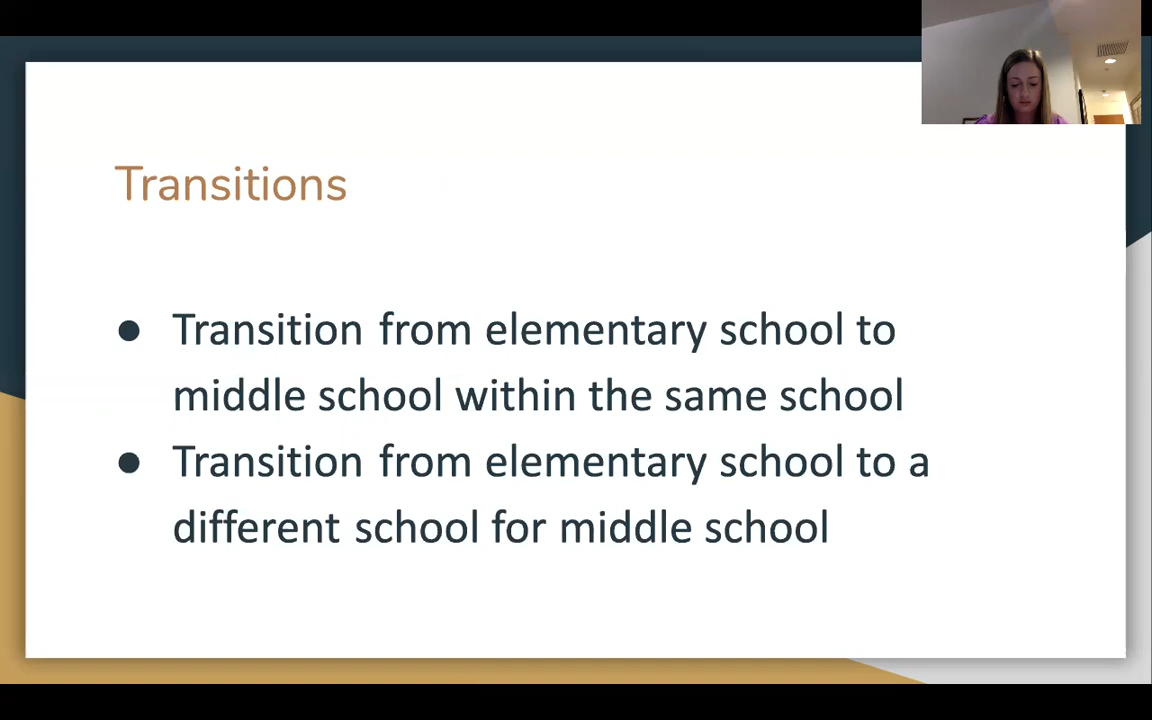 Transitions
● Transition from elementary school to
middle school within the same school
● Transition from elementary school to a
different school for middle school